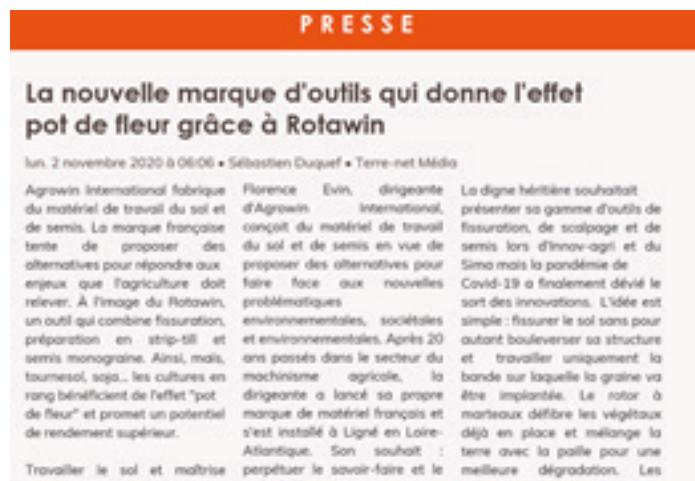 PRESSE
La nouvelle marque d'outils qui donne l'effet
pot de fleur grâce à Rotawin
lun. 2 novembre 2020 à 06:06 • Sébastien Duquef • Terre-net Média
Agrowin International fabrique
du matériel de travail du sol et
de semis. La marque française
tente de proposer des
alternatives pour répondre aux
enjeux que l'agriculture doit
relever. À l'image du Rotawin,
un outil qui combine fissuration,
préparation en strip-till et
semis monograine. Ainsi, maïs,
tournesol, soja... les cultures en
rang bénéficient de l'effet "pot
de fleur" et promet un potentiel
de rendement supérieur.
Travailler le sol et maîtrise
Florence Evin, dirigeante
d'Agrowin International,
conçoit du matériel de travail
du sol et de semis en vue de
proposer des alternatives pour
faire face aux nouvelles
problématiques
environnementales, sociétales
et environnementales. Après 20
ans passés dans le secteur du
machinisme agricole, la
dirigeante a lancé sa propre
marque de matériel français et
s'est installé à Ligné en Loire-
Atlantique. Son souhait :
perpétuer le savoir-faire et le
La digne héritière souhaitait
présenter sa gamme d'outils de
fissuration, de scalpage et de
semis lors d'Innov-agri et du
Sima mais la pandémie de
Covid-19 a finalement dévié le
sort des innovations. L'idée est
simple : fissurer le sol sans pour
autant bouleverser sa structure
et travailler uniquement la
bande sur laquelle la graine va
être implantée. Le rotor à
marteaux défibre les végétaux
déjà en place et mélange la
terre avec la paille pour une
meilleure dégradation. Les